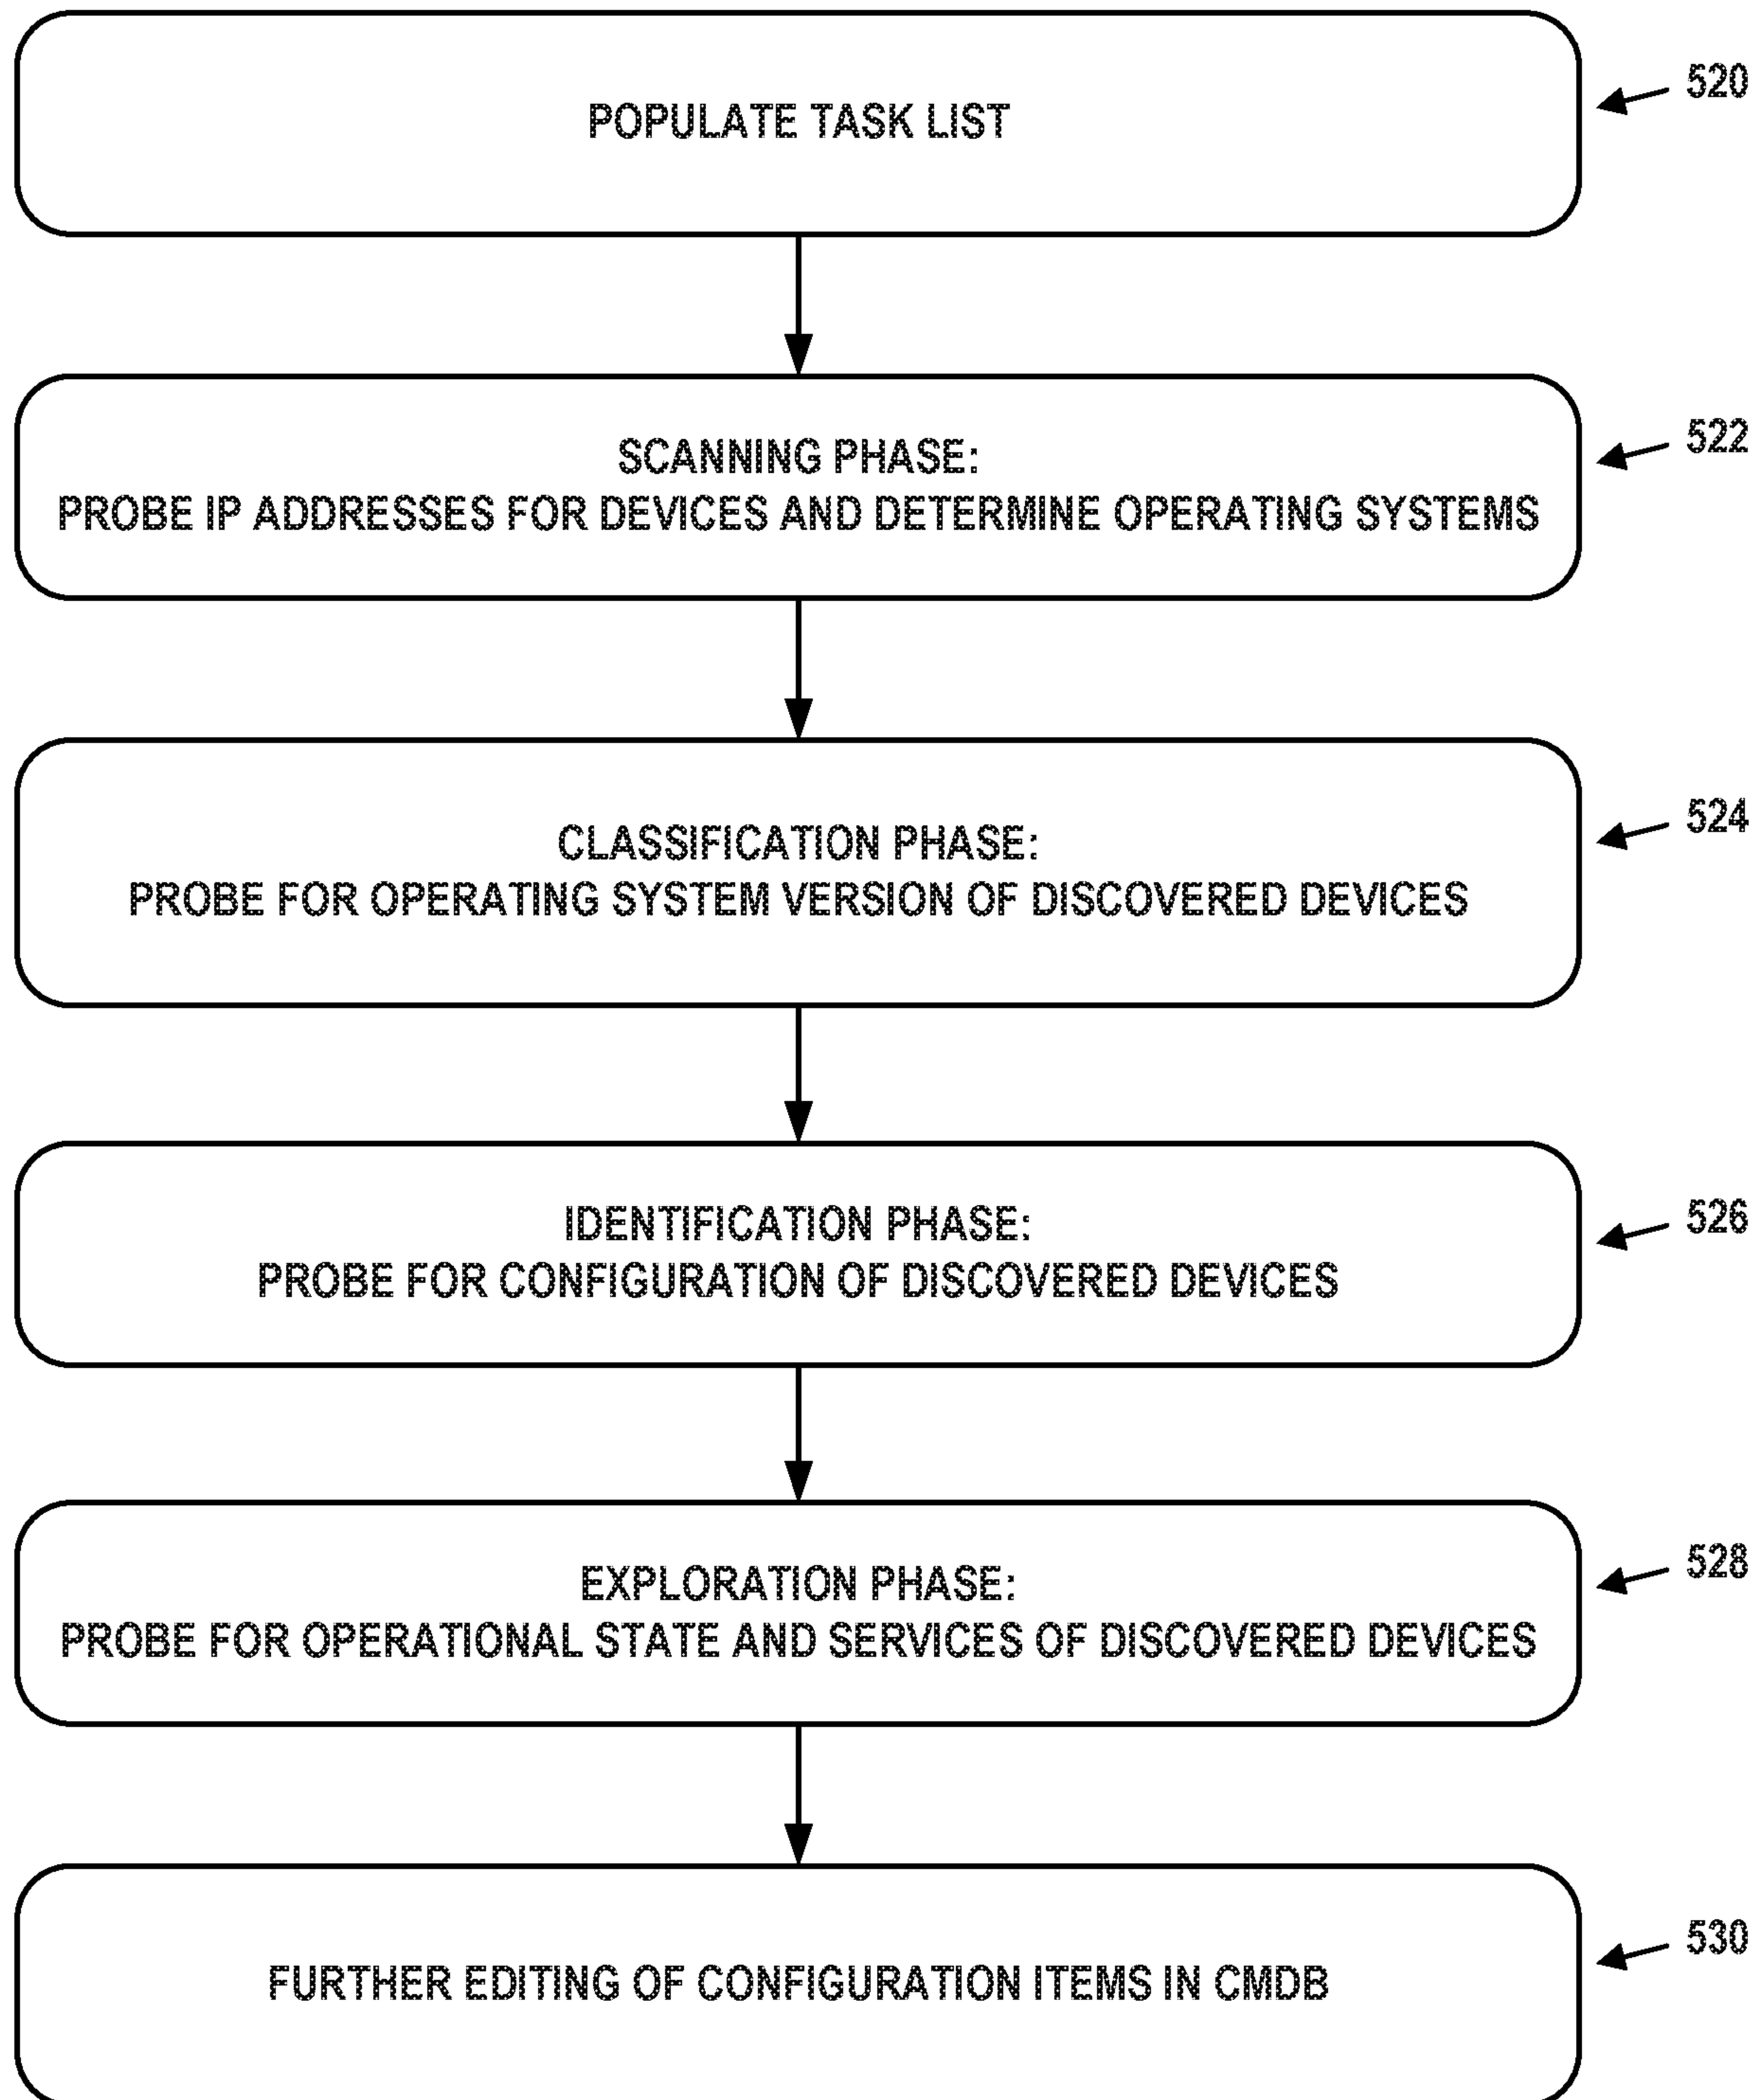 POPULATE TASK LIST
520
SCANNING PHASE:
PROBE IP ADDRESSES FOR DEVICES AND DETERMINE OPERATING SYSTEMS
522
CLASSIFICATION PHASE:
PROBE FOR OPERATING SYSTEM VERSION OF DISCOVERED DEVICES
524
IDENTIFICATION PHASE:
PROBE FOR CONFIGURATION OF DISCOVERED DEVICES
526
EXPLORATION PHASE:
PROBE FOR OPERATIONAL STATE AND SERVICES OF DISCOVERED DEVICES
528
FURTHER EDITING OF CONFIGURATION ITEMS IN CMDB
530